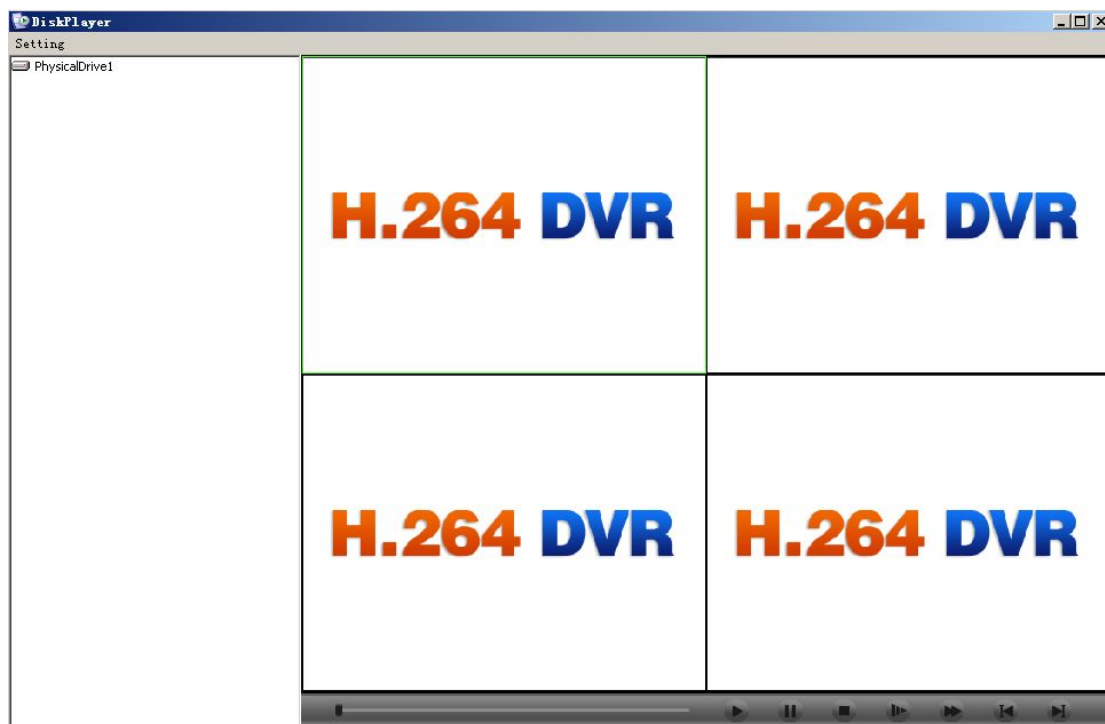 DiskPlayer
Setting
PhysicalDrive1
H.264 DVR
H.264 DVR
H.264 DVR
H.264 DVR